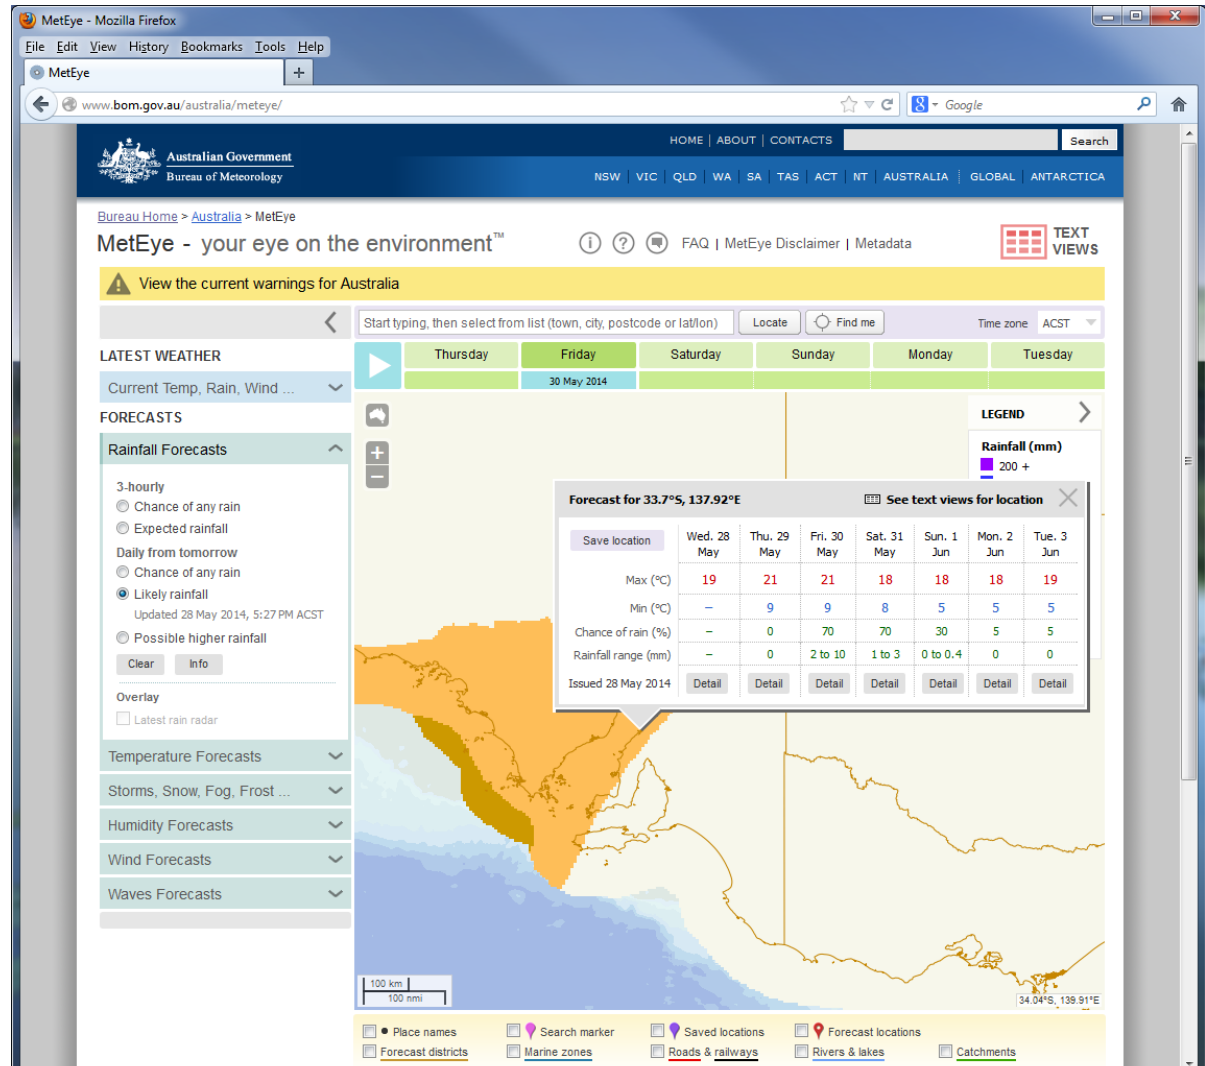 MetEye - Mozilla Firefox
File Edit View History Bookmarks Tools Help
MetEye
www.bom.gov.au/australia/meteye/
Google
HOME | ABOUT | CONTACTS
Search
Australian Government
Bureau of Meteorology
NSW | VIC | QLD | WA | SA | TAS | ACT | NT | AUSTRALIA | GLOBAL | ANTARCTICA
Bureau Home > Australia > MetEye
MetEye - your eye on the environment™
FAQ | MetEye Disclaimer | Metadata
TEXT
VIEWS
View the current warnings for Australia
Start typing, then select from list (town, city, postcode or lat/lon)
Locate
Find me
Time zone ACST
Thursday Friday Saturday Sunday Monday Tuesday
30 May 2014
LATEST WEATHER
Current Temp, Rain, Wind ...
FORECASTS
Rainfall Forecasts
3-hourly
Chance of any rain
Expected rainfall
Daily from tomorrow
Chance of any rain
Likely rainfall
Updated 28 May 2014, 5:27 PM ACST
Possible higher rainfall
Clear Info
Overlay
Latest rain radar
Temperature Forecasts
Storms, Snow, Fog, Frost ...
Humidity Forecasts
Wind Forecasts
Waves Forecasts
LEGEND
Rainfall (mm)
200 +
Forecast for 33.7°S, 137.92°E
See text views for location
Save location
Wed. 28 May Thu. 29 May Fri. 30 May Sat. 31 May Sun. 1 Jun Mon. 2 Jun Tue. 3 Jun
Max (°C) 19 21 21 18 18 18 19
Min (°C) – 9 9 8 5 5 5
Chance of rain (%) – 0 70 70 30 5 5
Rainfall range (mm) – 0 2 to 10 1 to 3 0 to 0.4 0 0
Issued 28 May 2014 Detail Detail Detail Detail Detail Detail Detail
100 km
100 nmi
34.04°S, 139.91°E
Place names Search marker Saved locations Forecast locations
Forecast districts Marine zones Roads & railways Rivers & lakes Catchments